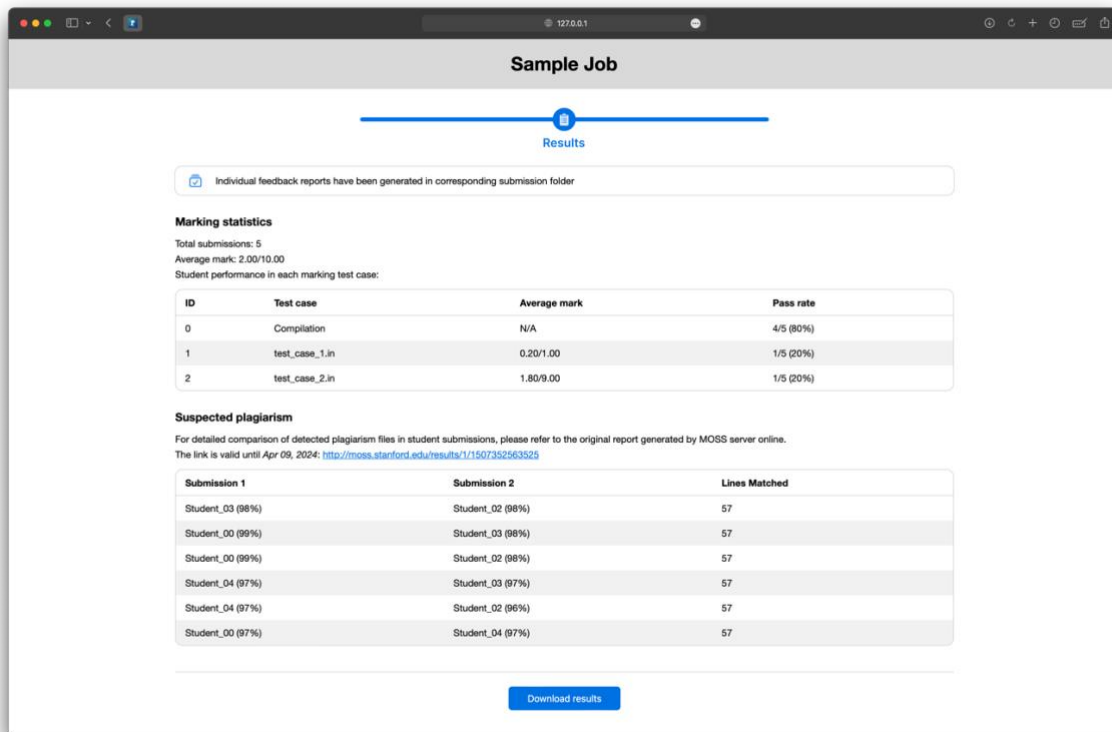 127.0.0.1
Sample Job
Results
Individual feedback reports have been generated in corresponding submission folder
Marking statistics
Total submissions: 5
Average mark: 2.00/10.00
Student performance in each marking test case:
ID Test case Average mark Pass rate
0 Compilation N/A 4/5 (80%)
1 test_case_1.in 0.20/1.00 1/5 (20%)
2 test_case_2.in 1.80/9.00 1/5 (20%)
Suspected plagiarism
For detailed comparison of detected plagiarism files in student submissions, please refer to the original report generated by MOSS server online.
The link is valid until Apr 09, 2024: http://moss.stanford.edu/results/1/1507352563525
Submission 1 Submission 2 Lines Matched
Student_03 (98%) Student_02 (98%) 57
Student_00 (99%) Student_03 (98%) 57
Student_00 (99%) Student_02 (98%) 57
Student_04 (97%) Student_03 (97%) 57
Student_04 (97%) Student_02 (96%) 57
Student_00 (97%) Student_04 (97%) 57
Download results